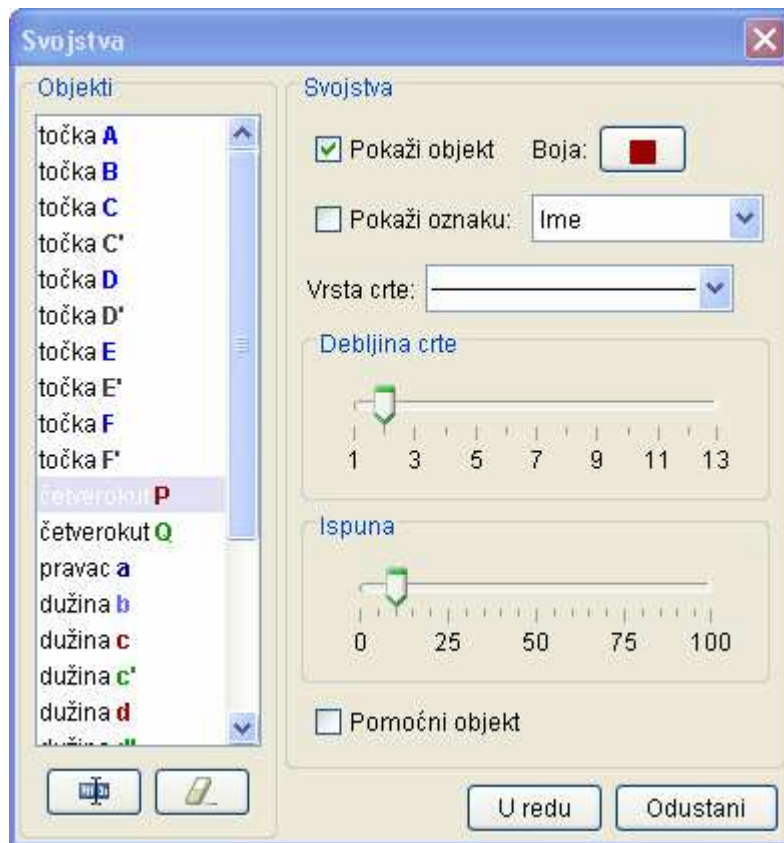 Svojstva
Objekti
točka A
točka B
točka C
točka C'
točka D
točka D'
točka E
točka E'
točka F
točka F'
četverokut P
četverokut Q
pravac a
dužina b
dužina c
dužina c'
dužina d
dužina d'
Svojstva
Pokaži objekt Boja:
Pokaži oznaku: Ime
Vrsta crte:
Debljina crte
1 3 5 7 9 11 13
Ispuna
0 25 50 75 100
Pomoćni objekt
U redu Odustani